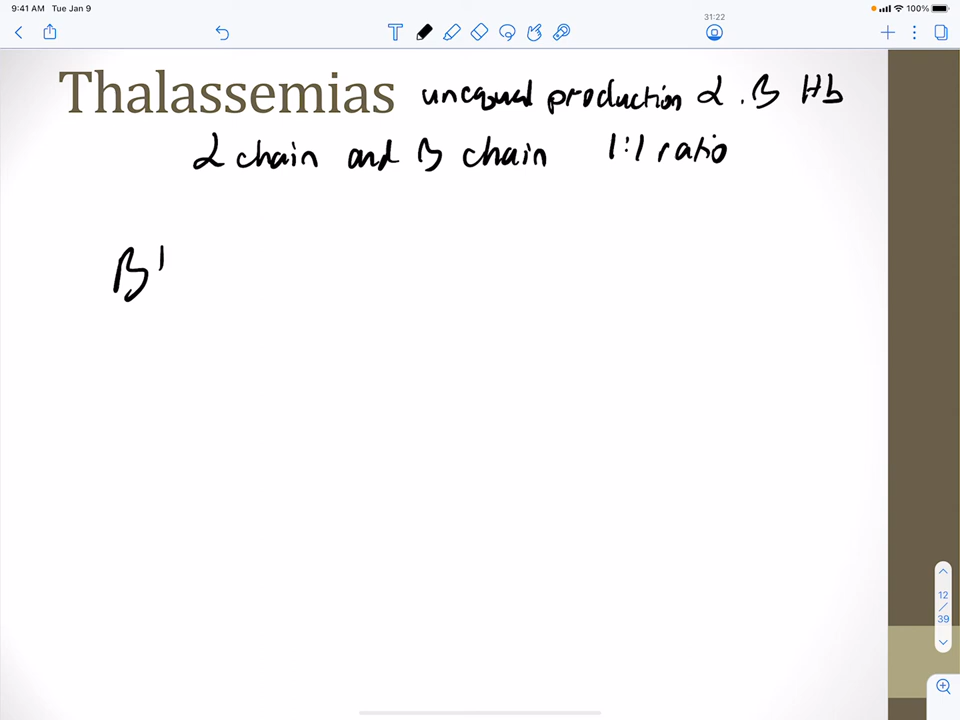 9:41 AM Tue Jan 9
31:22
100%
T
Thalassemias unequal production α . B Hb
α chain and B chain 1:1 ratio
B
12
/
39